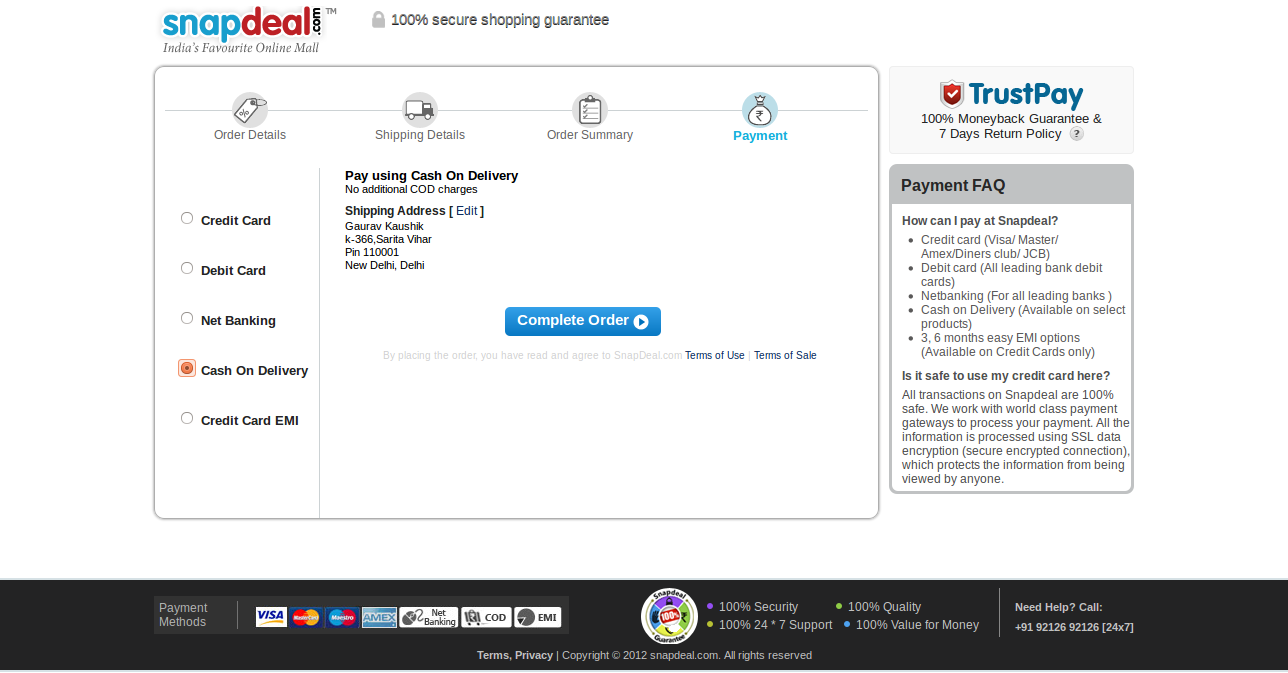 snapdeal.com TM
India's Favourite Online Mall
100% secure shopping guarantee
Order Details
Shipping Details
Order Summary
Payment
Credit Card
Debit Card
Net Banking
Cash On Delivery
Credit Card EMI
Pay using Cash On Delivery
No additional COD charges
Shipping Address [ Edit ]
Gaurav Kaushik
k-366,Sarita Vihar
Pin 110001
New Delhi, Delhi
Complete Order
By placing the order, you have read and agree to SnapDeal.com Terms of Use | Terms of Sale
TrustPay
100% Moneyback Guarantee &
7 Days Return Policy ?
Payment FAQ
How can I pay at Snapdeal?
Credit card (Visa/ Master/
Amex/Diners club/ JCB)
Debit card (All leading bank debit
cards)
Netbanking (For all leading banks )
Cash on Delivery (Available on select
products)
3, 6 months easy EMI options
(Available on Credit Cards only)
Is it safe to use my credit card here?
All transactions on Snapdeal are 100%
safe. We work with world class payment
gateways to process your payment. All the
information is processed using SSL data
encryption (secure encrypted connection),
which protects the information from being
viewed by anyone.
Payment
Methods
VISA
MasterCard
Maestro
AMEX
Net
Banking
COD
EMI
Snapdeal
100%
Guarantee
100% Security
100% Quality
100% 24 * 7 Support
100% Value for Money
Need Help? Call:
+91 92126 92126 [24x7]
Terms, Privacy | Copyright © 2012 snapdeal.com. All rights reserved